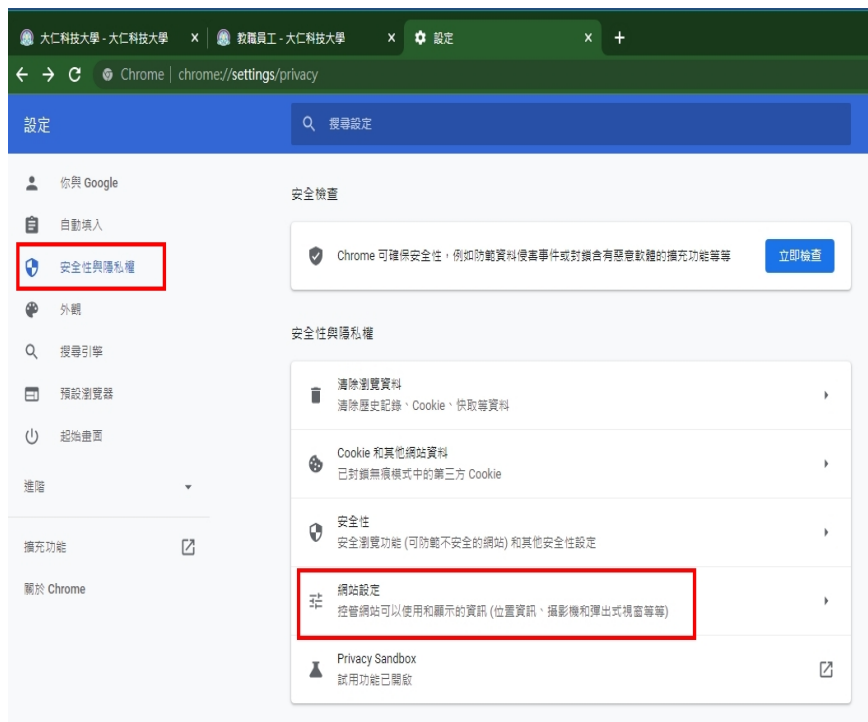 大仁科技大學 - 大仁科技大學 × 教職員工 - 大仁科技大學 × 設定 × +
Chrome | chrome://settings/privacy
設定
搜尋設定
你與 Google
自動填入
安全性與隱私權
外觀
搜尋引擎
預設瀏覽器
起始畫面
進階
擴充功能
關於 Chrome
安全檢查
Chrome 可確保安全性，例如防範資料侵害事件或封鎖含有惡意軟體的擴充功能等等
立即檢查
安全性與隱私權
清除瀏覽資料
清除歷史記錄、Cookie、快取等資料
Cookie 和其他網站資料
已封鎖無痕模式中的第三方 Cookie
安全性
安全瀏覽功能 (可防範不安全的網站) 和其他安全性設定
網站設定
控管網站可以使用和顯示的資訊 (位置資訊、攝影機和彈出式視窗等等)
Privacy Sandbox
試用功能已開啟